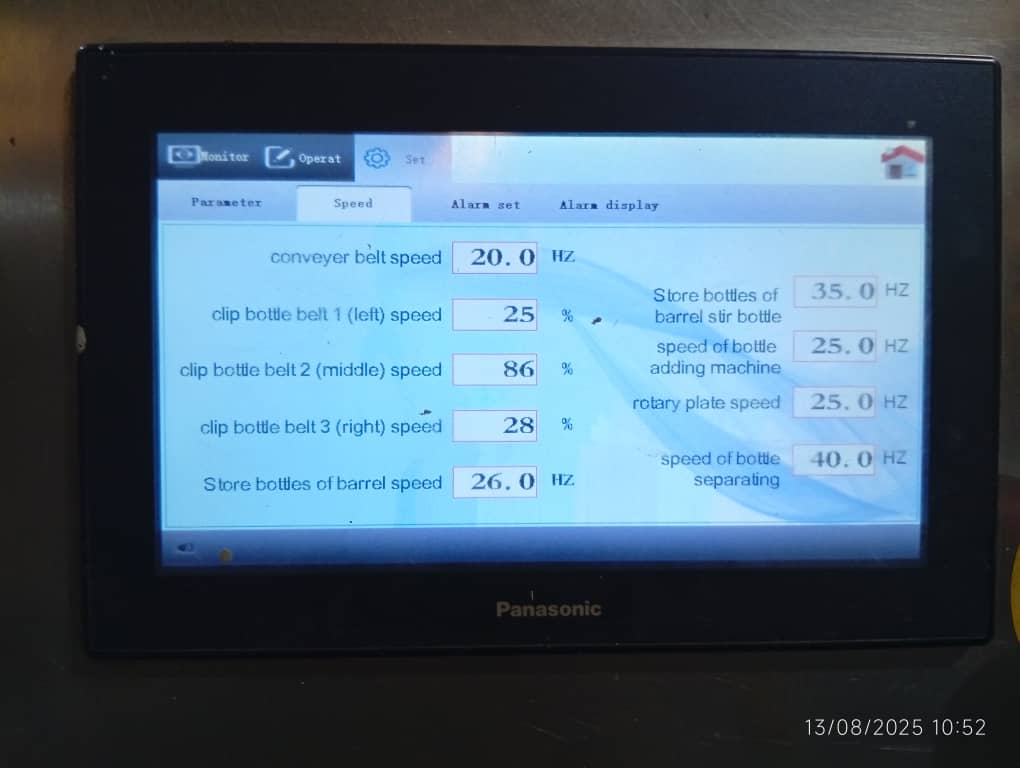 Monitor Operat Set
Parameter Speed Alarm set Alarm display
conveyer belt speed 20.0 HZ
clip bottle belt 1 (left) speed 25 %
clip bottle belt 2 (middle) speed 86 %
clip bottle belt 3 (right) speed 28 %
Store bottles of barrel speed 26.0 HZ
Store bottles of
barrel stir bottle 35.0 HZ
speed of bottle
adding machine 25.0 HZ
rotary plate speed 25.0 HZ
speed of bottle
separating 40.0 HZ
Panasonic
13/08/2025 10:52